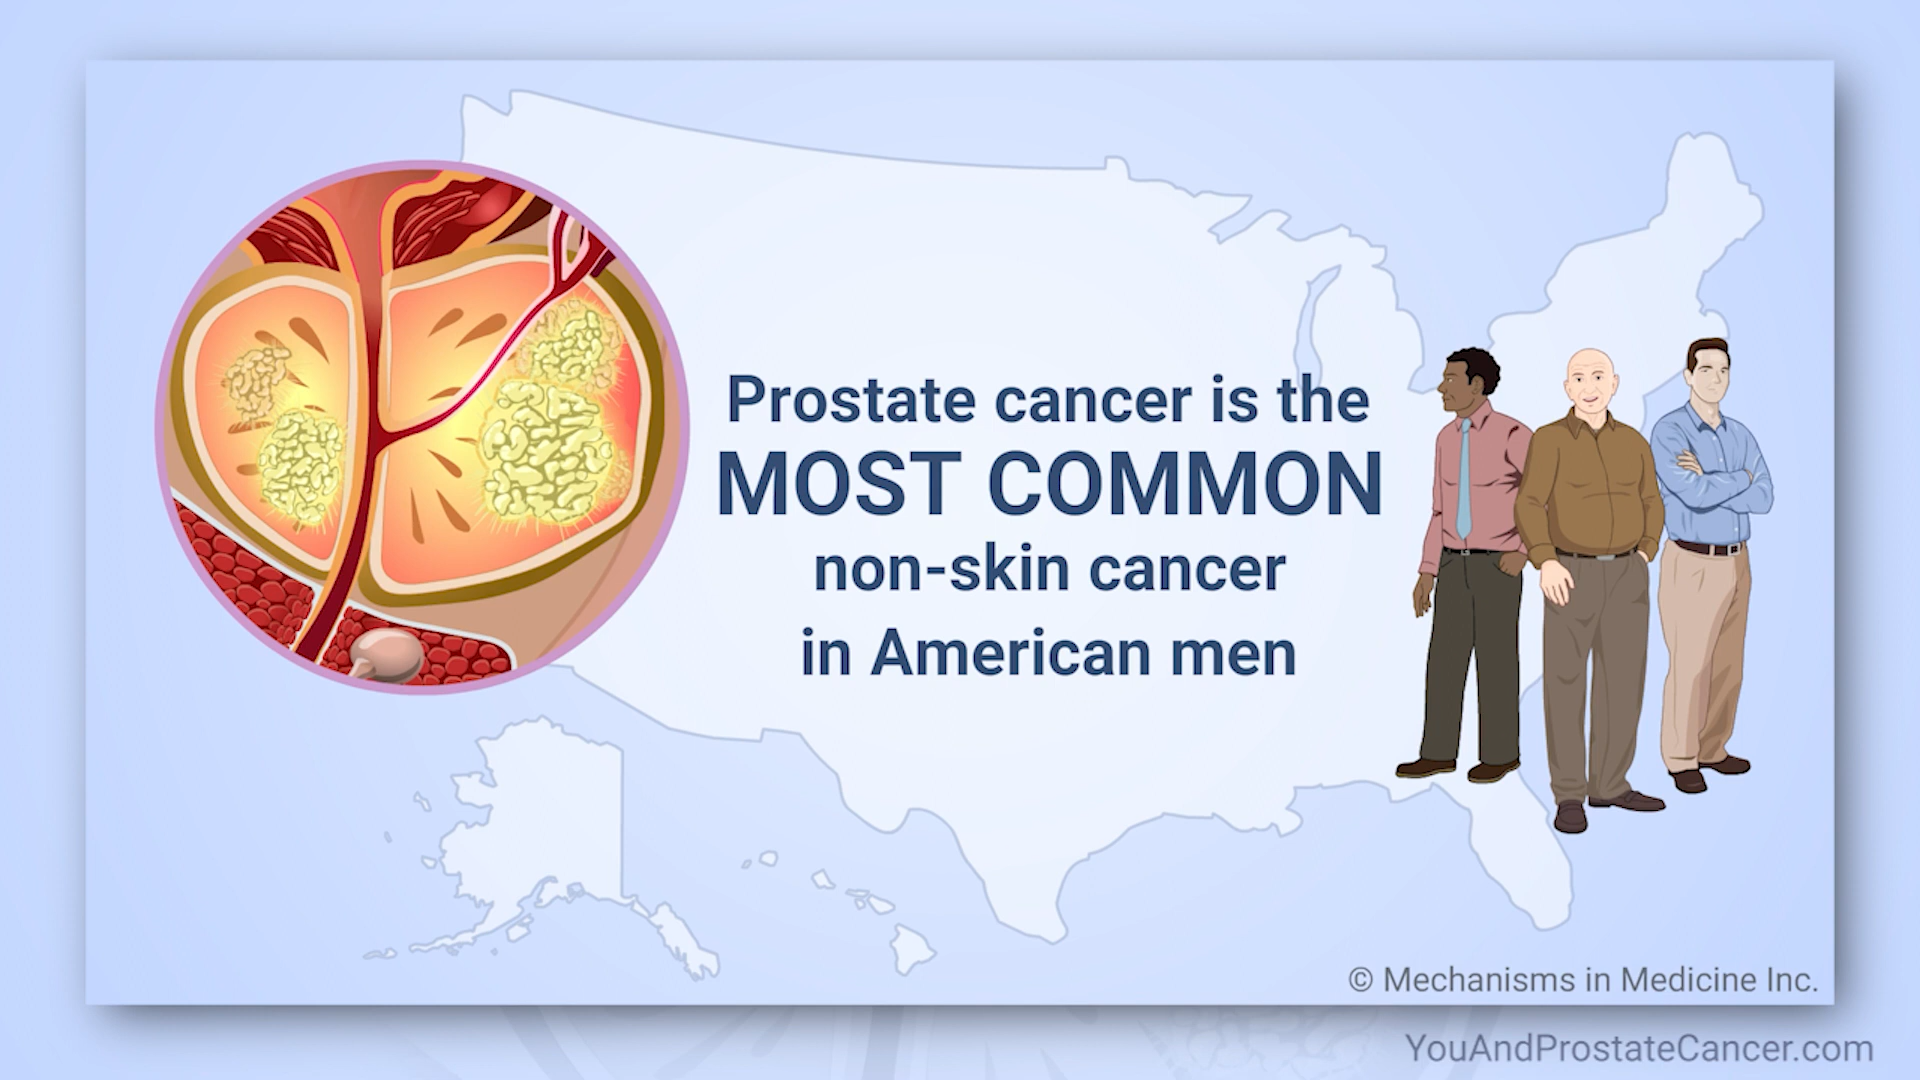 Prostate cancer is the
MOST COMMON
non-skin cancer
in American men
© Mechanisms in Medicine Inc.
YouAndProstateCancer.com